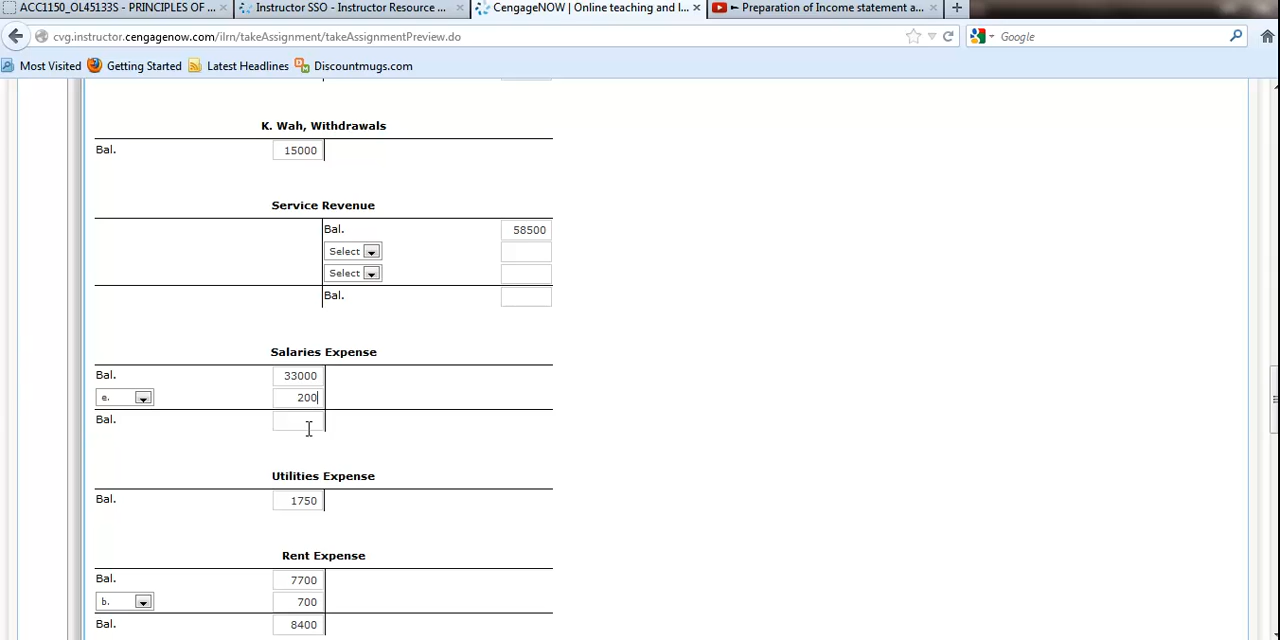 ACC1150_OL45133S - PRINCIPLES OF ... × Instructor SSO - Instructor Resource ... × CengageNOW | Online teaching and l... × ► Preparation of Income statement a... × +
cvg.instructor.cengagenow.com/ilrn/takeAssignment/takeAssignmentPreview.do Google
Most Visited Getting Started Latest Headlines Discountmugs.com
K. Wah, Withdrawals
Bal. 15000
Service Revenue
Bal. 58500
Select
Select
Bal.
Salaries Expense
Bal. 33000
e. 200
Bal.
Utilities Expense
Bal. 1750
Rent Expense
Bal. 7700
b. 700
Bal. 8400